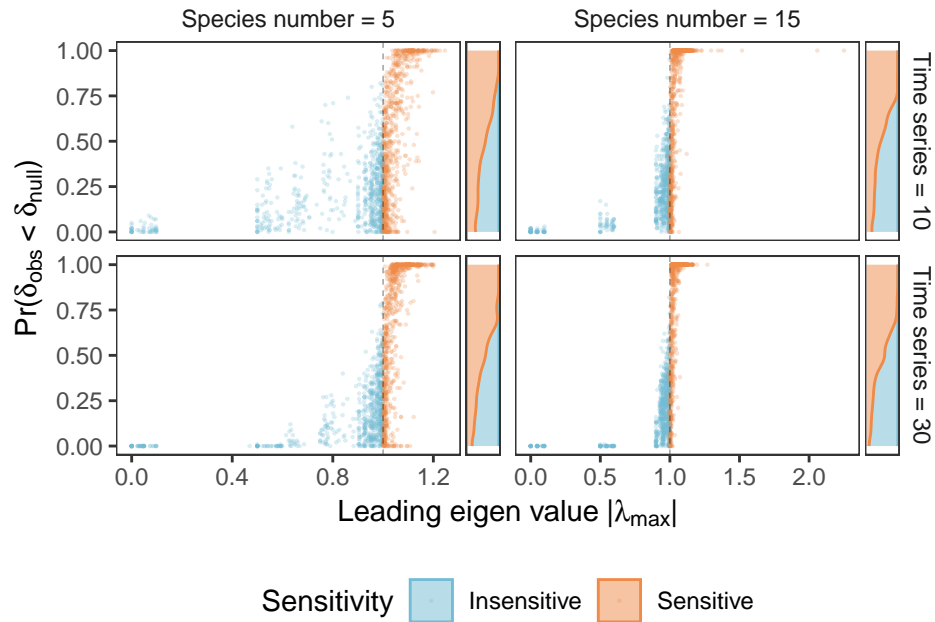 Species number = 5
Species number = 15
1.00
0.75
0.50
0.25
0.00
Time series = 10
1.00
0.75
0.50
0.25
0.00
Time series = 30
Pr(δobs < δnull)
0.0 0.4 0.8 1.2
0.0 0.5 1.0 1.5 2.0
Leading eigen value |λmax|
Sensitivity Insensitive Sensitive